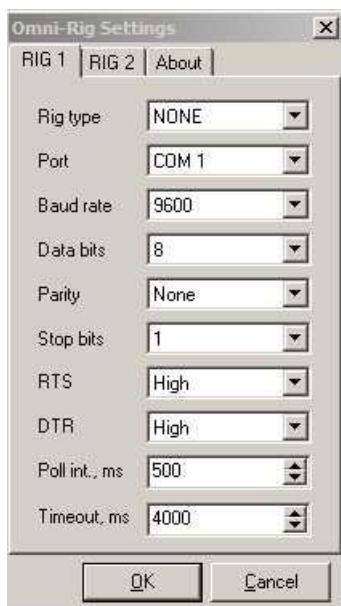 Omni-Rig Settings
RIG 1 RIG 2 About
Rig type NONE
Port COM 1
Baud rate 9600
Data bits 8
Parity None
Stop bits 1
RTS High
DTR High
Poll int., ms 500
Timeout, ms 4000
OK Cancel